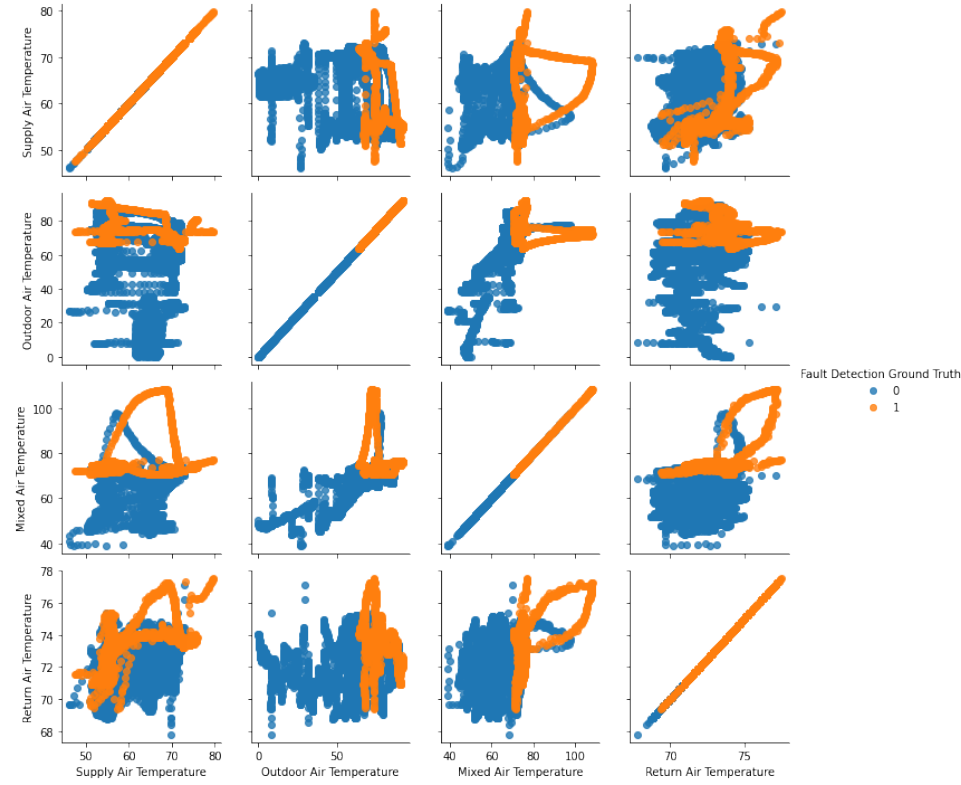 80
70
60
50
Supply Air Temperature
80
60
40
20
0
Outdoor Air Temperature
100
80
60
40
Mixed Air Temperature
78
76
74
72
70
68
Return Air Temperature
50 60 70 80
Supply Air Temperature
0 50
Outdoor Air Temperature
40 60 80 100
Mixed Air Temperature
70 75
Return Air Temperature
Fault Detection Ground Truth
0
1